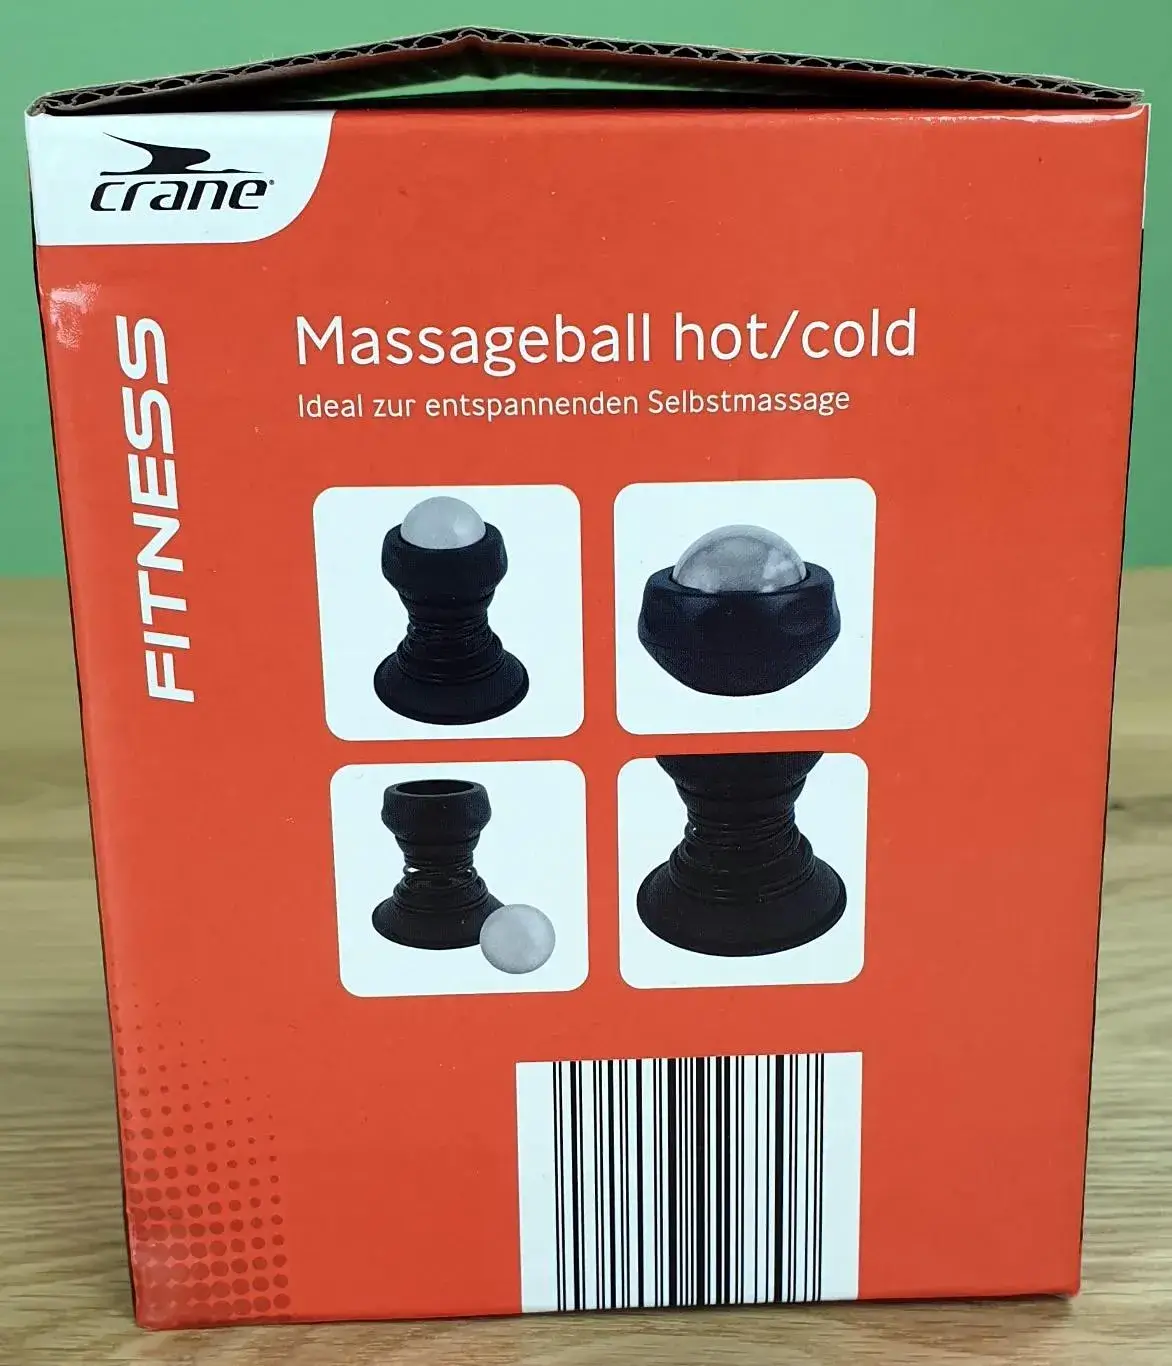 crane
FITNESS
Massageball hot/cold
Ideal zur entspannenden Selbstmassage